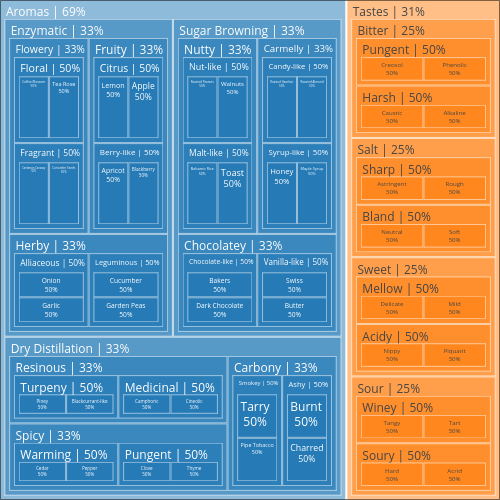 Aromas | 69%
Enzymatic | 33%
Flowery | 33%
Floral | 50%
Coffee Blossom
50%
Tea Rose
50%
Fragrant | 50%
Cardamon Caraway
50%
Coriander Seeds
50%
Fruity | 33%
Citrus | 50%
Lemon
50%
Apple
50%
Berry-like | 50%
Apricot
50%
Blackberry
50%
Herby | 33%
Alliaceous | 50%
Onion
50%
Garlic
50%
Leguminous | 50%
Cucumber
50%
Garden Peas
50%
Sugar Browning | 33%
Nutty | 33%
Nut-like | 50%
Roasted Peanuts
50%
Walnuts
50%
Malt-like | 50%
Balsamic Rice
50%
Toast
50%
Carmelly | 33%
Candy-like | 50%
Roasted Hazelnut
50%
Roasted Almond
50%
Syrup-like | 50%
Honey
50%
Maple Syrup
50%
Chocolatey | 33%
Chocolate-like | 50%
Bakers
50%
Dark Chocolate
50%
Vanilla-like | 50%
Swiss
50%
Butter
50%
Dry Distillation | 33%
Resinous | 33%
Turpeny | 50%
Piney
50%
Blackcurrant-like
50%
Medicinal | 50%
Camphoric
50%
Cineolic
50%
Spicy | 33%
Warming | 50%
Cedar
50%
Pepper
50%
Pungent | 50%
Clove
50%
Thyme
50%
Carbony | 33%
Smokey | 50%
Tarry
50%
Pipe Tobacco
50%
Ashy | 50%
Burnt
50%
Charred
50%
Tastes | 31%
Bitter | 25%
Pungent | 50%
Creosol
50%
Phenolic
50%
Harsh | 50%
Caustic
50%
Alkaline
50%
Salt | 25%
Sharp | 50%
Astringent
50%
Rough
50%
Bland | 50%
Neutral
50%
Soft
50%
Sweet | 25%
Mellow | 50%
Delicate
50%
Mild
50%
Acidy | 50%
Nippy
50%
Piquant
50%
Sour | 25%
Winey | 50%
Tangy
50%
Tart
50%
Soury | 50%
Hard
50%
Acrid
50%